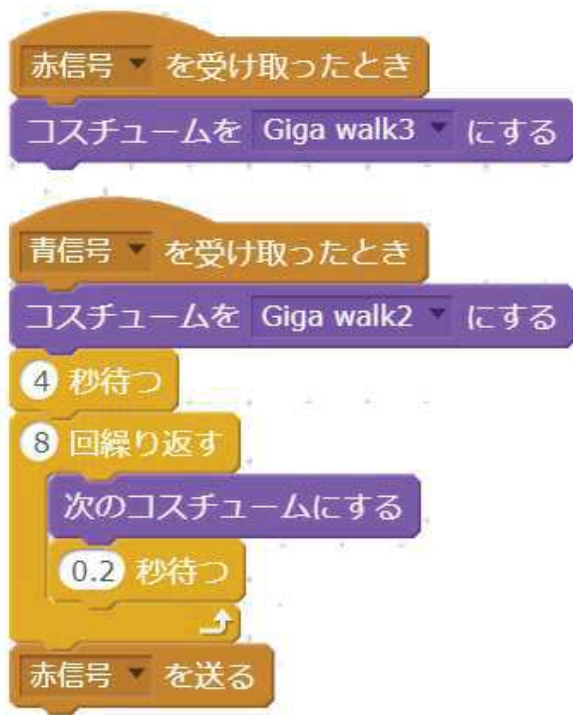 赤信号 を受け取ったとき
コスチュームを Giga walk3 にする
青信号 を受け取ったとき
コスチュームを Giga walk2 にする
4 秒待つ
8 回繰り返す
次のコスチュームにする
0.2 秒待つ
赤信号 を送る